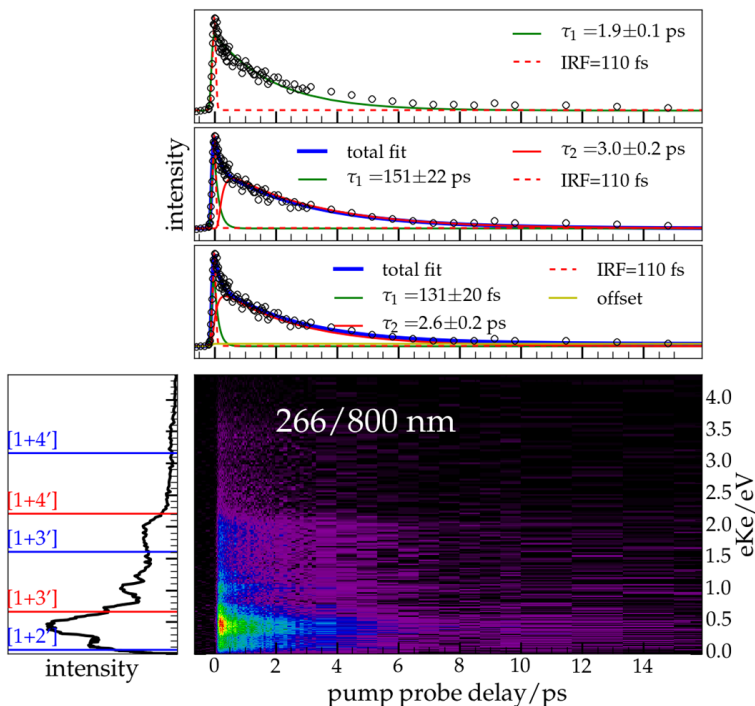 τ1 =1.9±0.1 ps
IRF=110 fs
intensity
total fit
τ1 =151±22 ps
τ2 =3.0±0.2 ps
IRF=110 fs
total fit
τ1 =131±20 fs
τ2 =2.6±0.2 ps
IRF=110 fs
offset
[1+4']
[1+4']
[1+3']
[1+3']
[1+2']
intensity
266/800 nm
4.0
3.5
3.0
2.5
2.0
1.5
1.0
0.5
0.0
eKe/eV
0 2 4 6 8 10 12 14
pump probe delay/ps